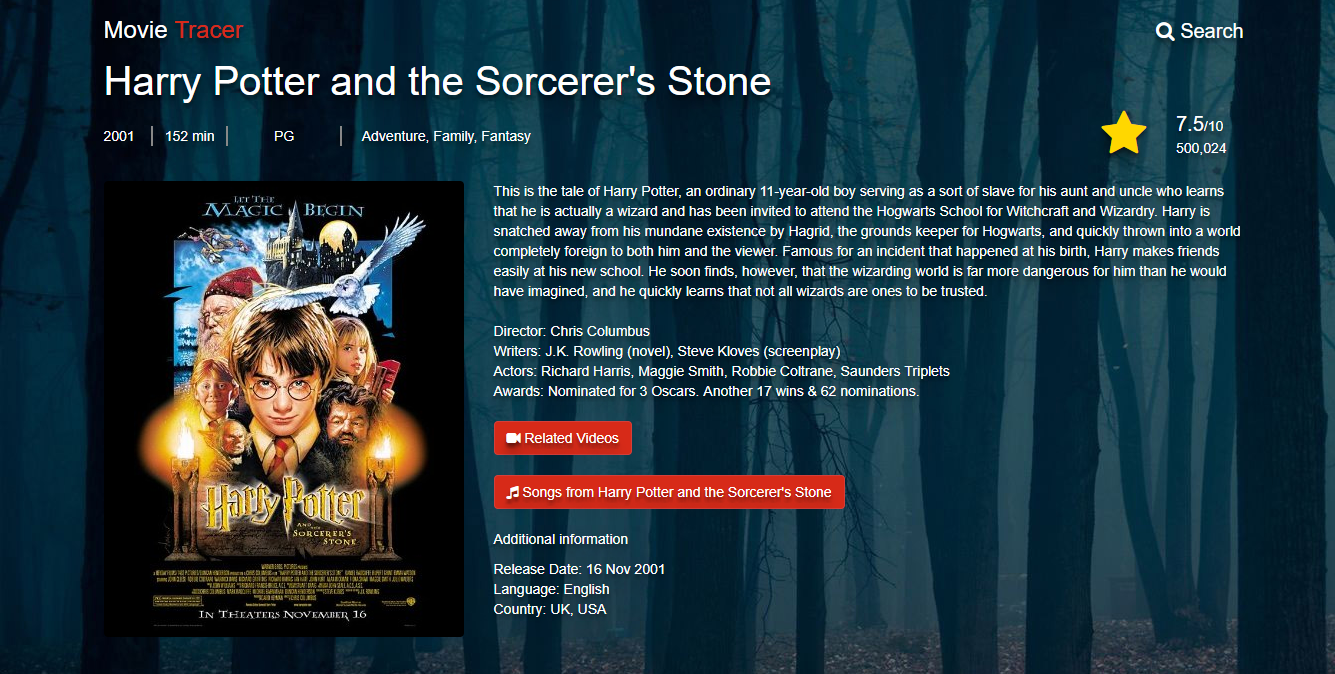 Movie Tracer
Search
Harry Potter and the Sorcerer's Stone
2001 | 152 min | PG | Adventure, Family, Fantasy
7.5/10
500,024
LET THE
MAGIC BEGIN
Harry Potter
AND THE
SORCERER'S
STONE
IN THEATERS NOVEMBER 16
This is the tale of Harry Potter, an ordinary 11-year-old boy serving as a sort of slave for his aunt and uncle who learns
that he is actually a wizard and has been invited to attend the Hogwarts School for Witchcraft and Wizardry. Harry is
snatched away from his mundane existence by Hagrid, the grounds keeper for Hogwarts, and quickly thrown into a world
completely foreign to both him and the viewer. Famous for an incident that happened at his birth, Harry makes friends
easily at his new school. He soon finds, however, that the wizarding world is far more dangerous for him than he would
have imagined, and he quickly learns that not all wizards are ones to be trusted.
Director: Chris Columbus
Writers: J.K. Rowling (novel), Steve Kloves (screenplay)
Actors: Richard Harris, Maggie Smith, Robbie Coltrane, Saunders Triplets
Awards: Nominated for 3 Oscars. Another 17 wins & 62 nominations.
Related Videos
Songs from Harry Potter and the Sorcerer's Stone
Additional information
Release Date: 16 Nov 2001
Language: English
Country: UK, USA